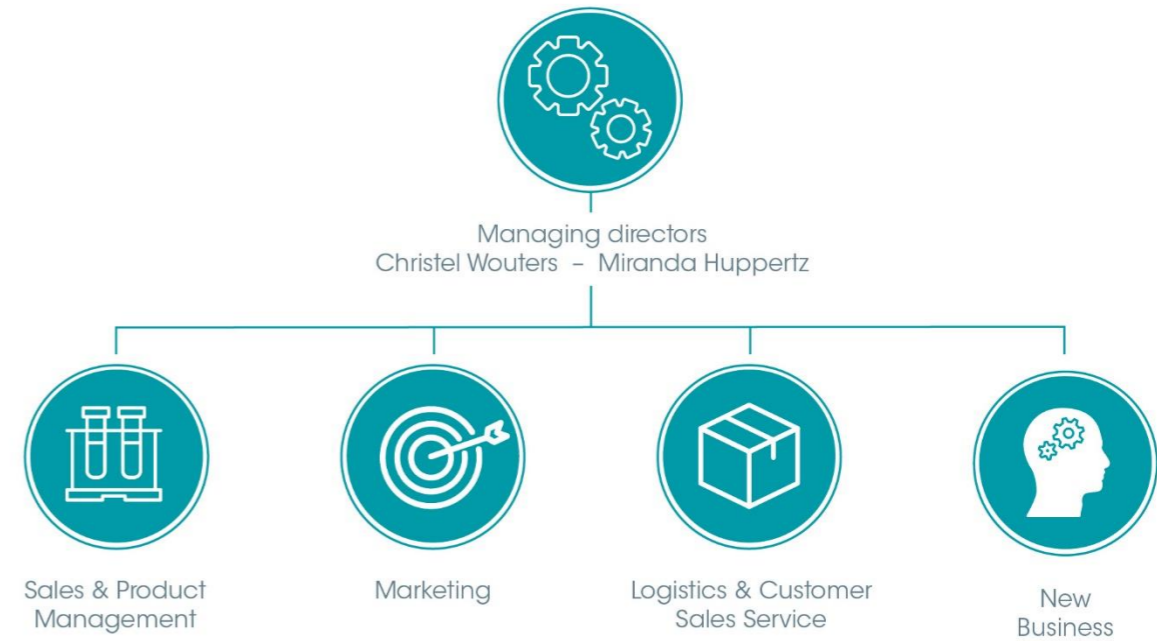 Managing directors
Christel Wouters – Miranda Huppertz
Sales & Product
Management
Marketing
Logistics & Customer
Sales Service
New
Business